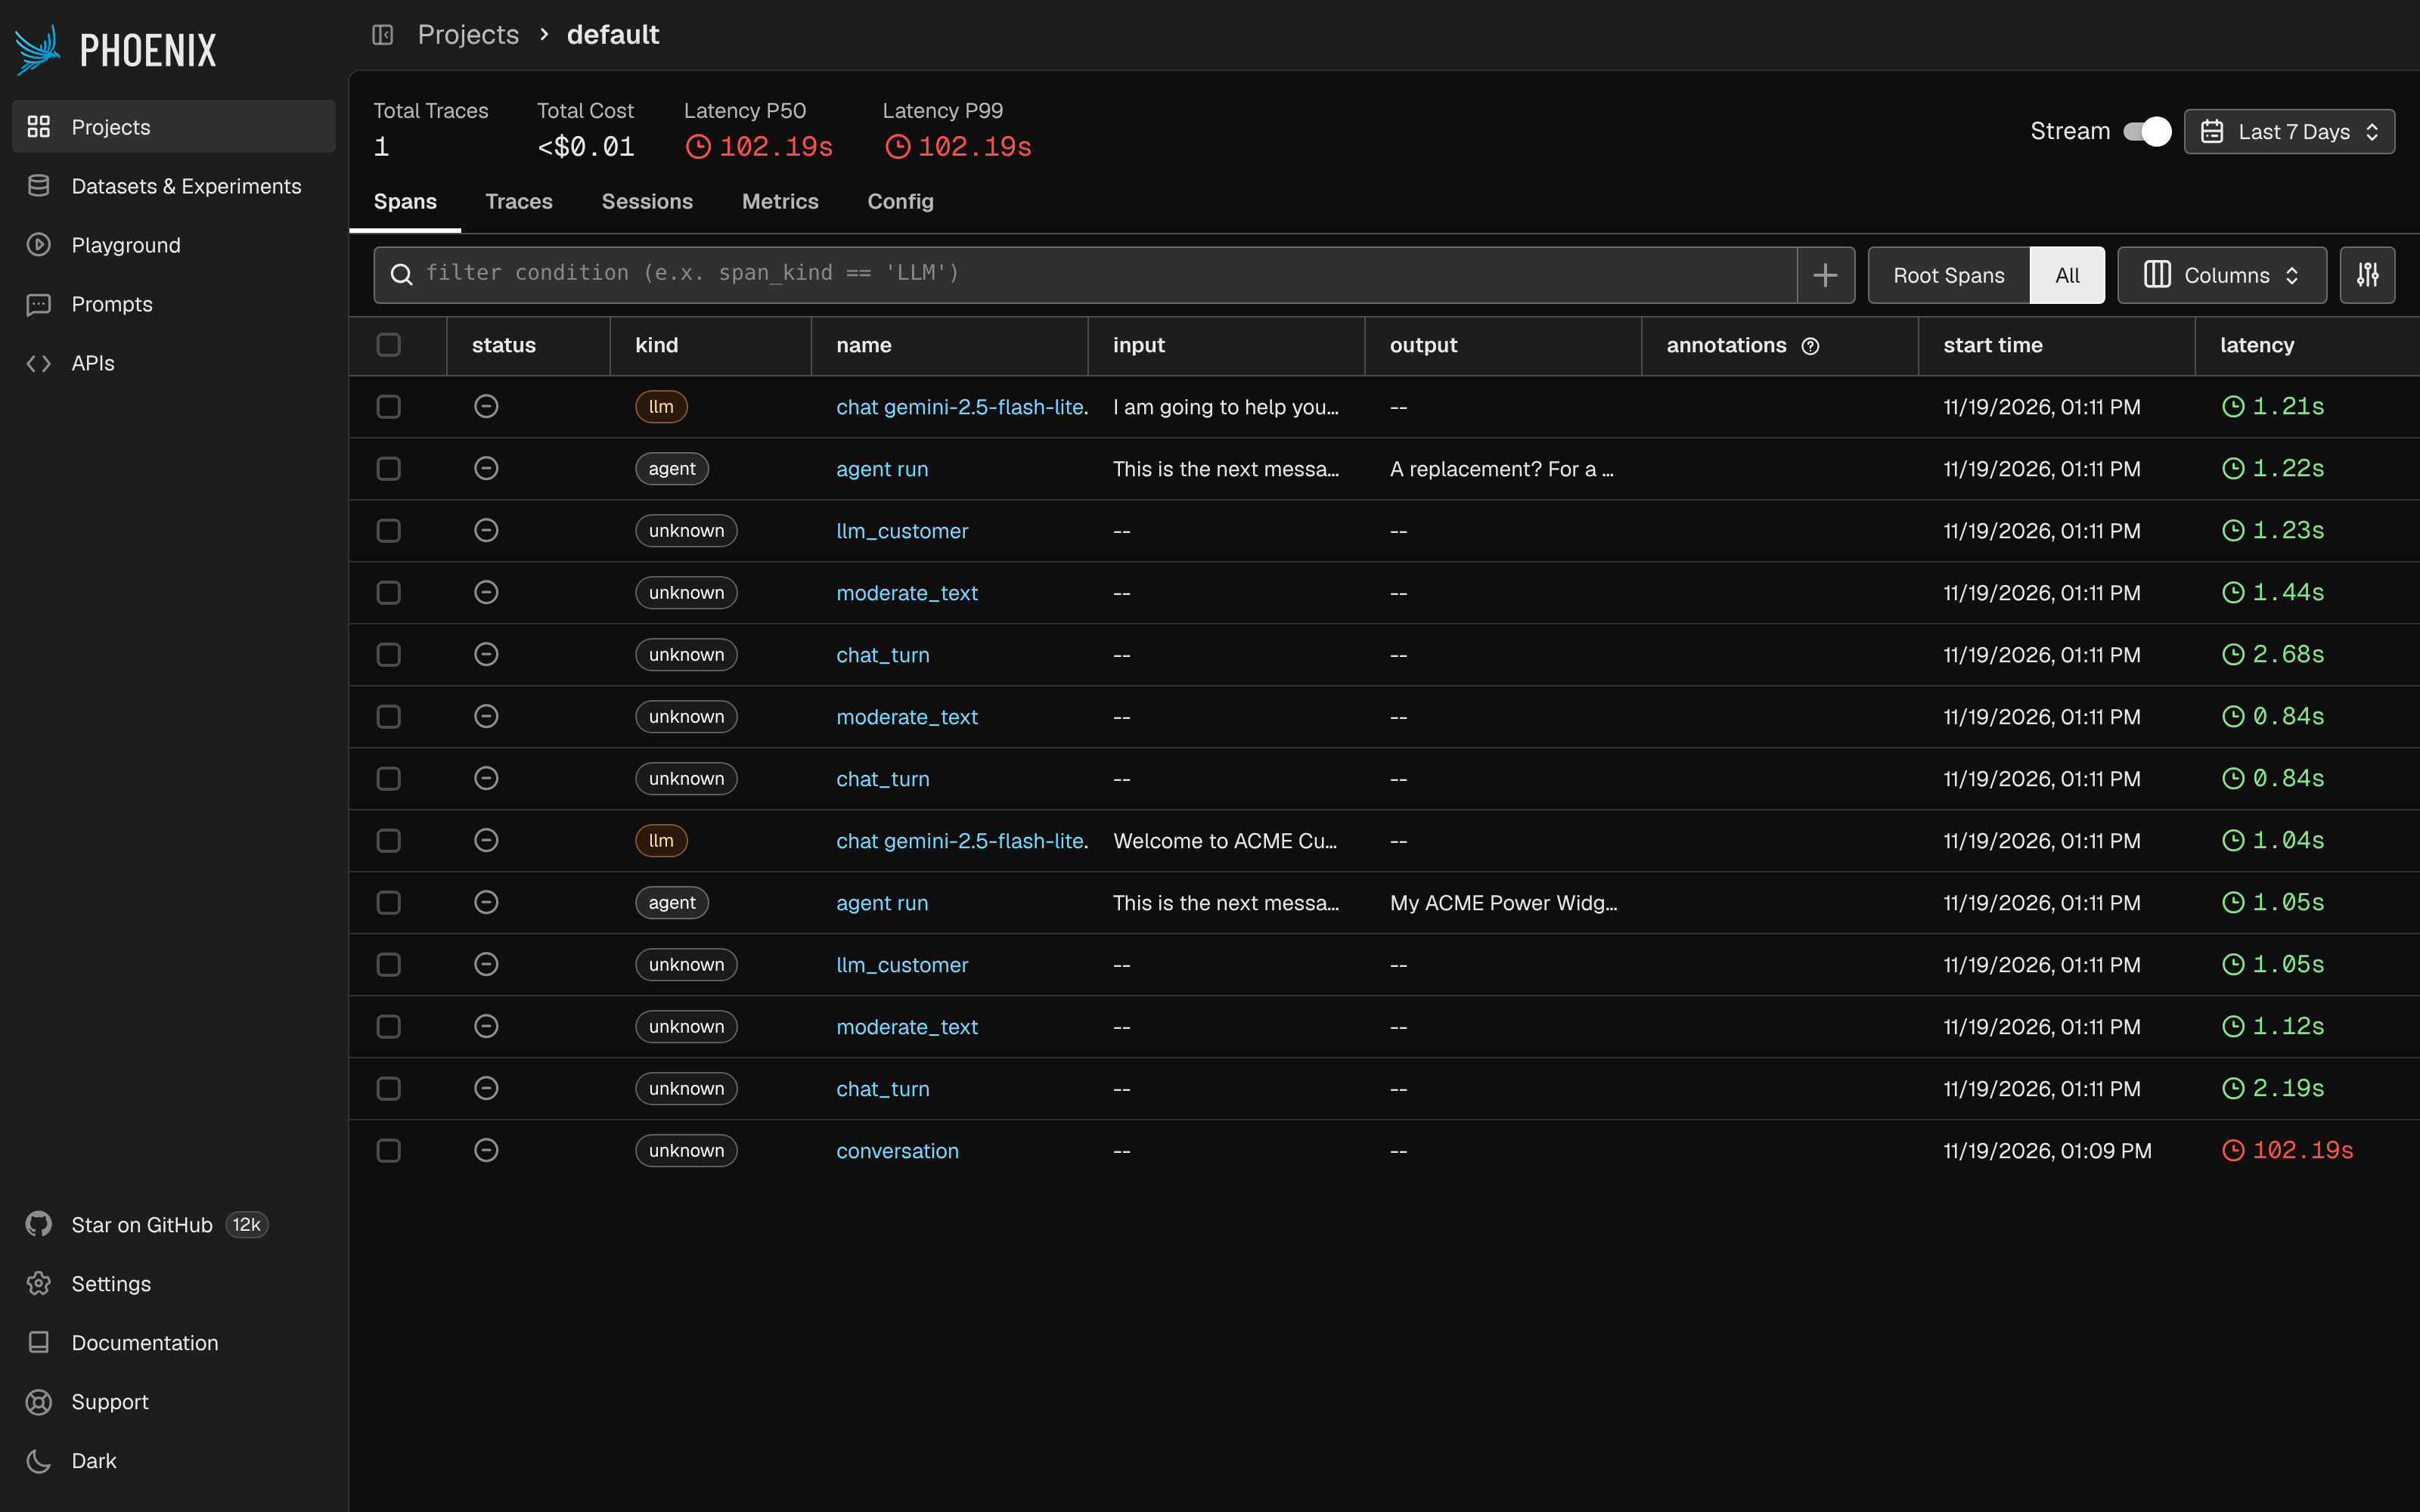 PHOENIX
Projects
Datasets & Experiments
Playground
Prompts
APIs
Star on GitHub 12k
Settings
Documentation
Support
Dark
Projects > default
Total Traces Total Cost Latency P50 Latency P99
1 <$0.01 102.19s 102.19s
Stream Last 7 Days
Spans Traces Sessions Metrics Config
filter condition (e.x. span_kind == 'LLM') Root Spans All Columns
status kind name input output annotations start time latency
llm chat gemini-2.5-flash-lite. I am going to help you... -- 11/19/2026, 01:11 PM 1.21s
agent agent run This is the next messa... A replacement? For a ... 11/19/2026, 01:11 PM 1.22s
unknown llm_customer -- -- 11/19/2026, 01:11 PM 1.23s
unknown moderate_text -- -- 11/19/2026, 01:11 PM 1.44s
unknown chat_turn -- -- 11/19/2026, 01:11 PM 2.68s
unknown moderate_text -- -- 11/19/2026, 01:11 PM 0.84s
unknown chat_turn -- -- 11/19/2026, 01:11 PM 0.84s
llm chat gemini-2.5-flash-lite. Welcome to ACME Cu... -- 11/19/2026, 01:11 PM 1.04s
agent agent run This is the next messa... My ACME Power Widg... 11/19/2026, 01:11 PM 1.05s
unknown llm_customer -- -- 11/19/2026, 01:11 PM 1.05s
unknown moderate_text -- -- 11/19/2026, 01:11 PM 1.12s
unknown chat_turn -- -- 11/19/2026, 01:11 PM 2.19s
unknown conversation -- -- 11/19/2026, 01:09 PM 102.19s